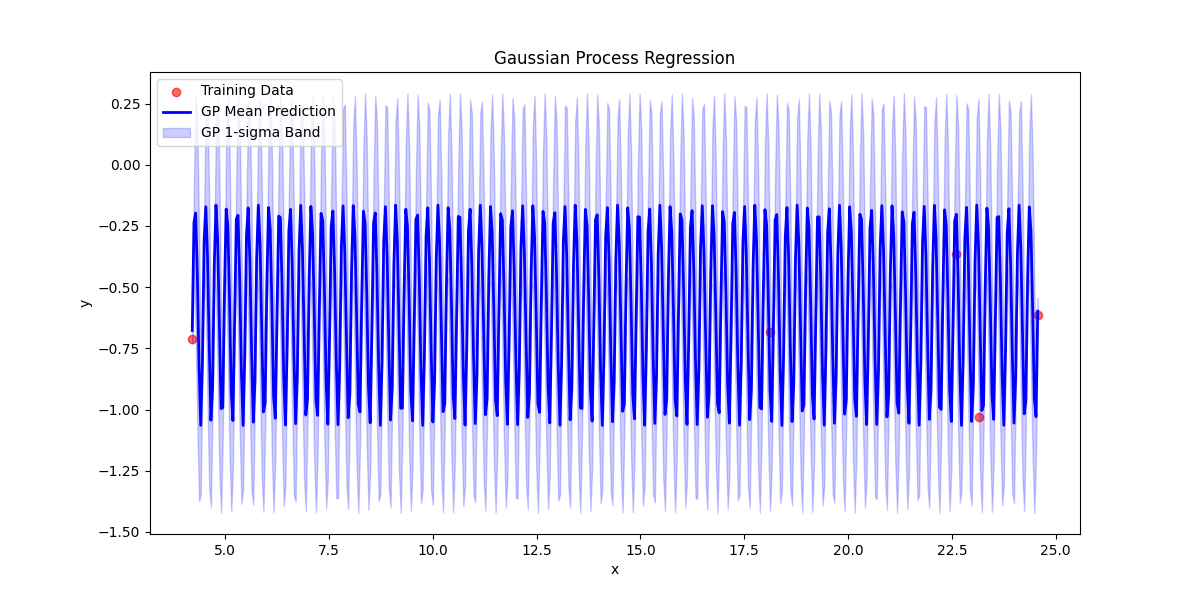 Gaussian Process Regression
Training Data
GP Mean Prediction
GP 1-sigma Band
0.25
0.00
−0.25
−0.50
−0.75
−1.00
−1.25
−1.50
y
5.0 7.5 10.0 12.5 15.0 17.5 20.0 22.5 25.0
x